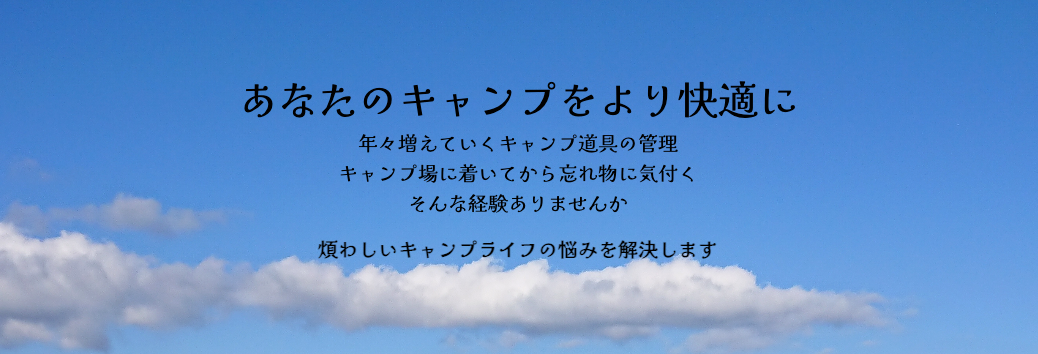 あなたのキャンプをより快適に
年々増えていくキャンプ道具の管理
キャンプ場に着いてから忘れ物に気付く
そんな経験ありませんか
煩わしいキャンプライフの悩みを解決します